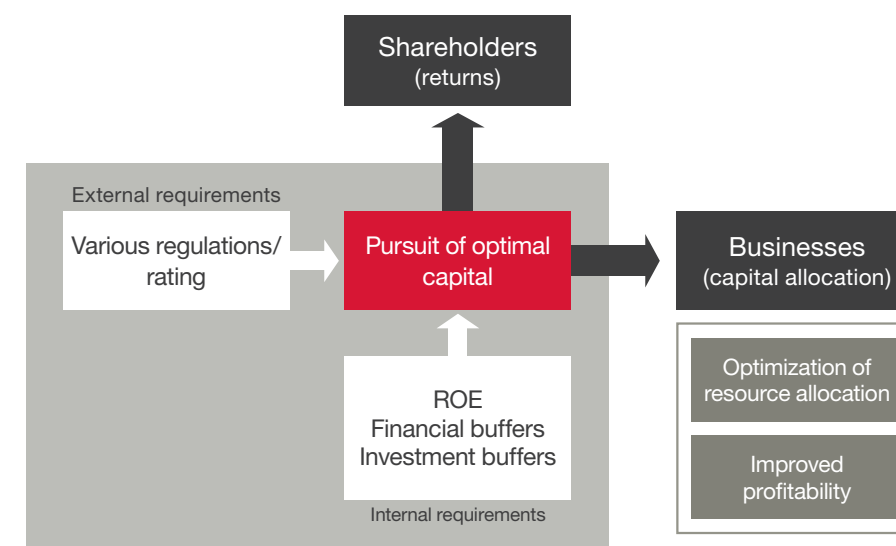 Shareholders
(returns)
External requirements
Various regulations/
rating
Pursuit of optimal
capital
Businesses
(capital allocation)
ROE
Financial buffers
Investment buffers
Internal requirements
Optimization of
resource allocation
Improved
profitability